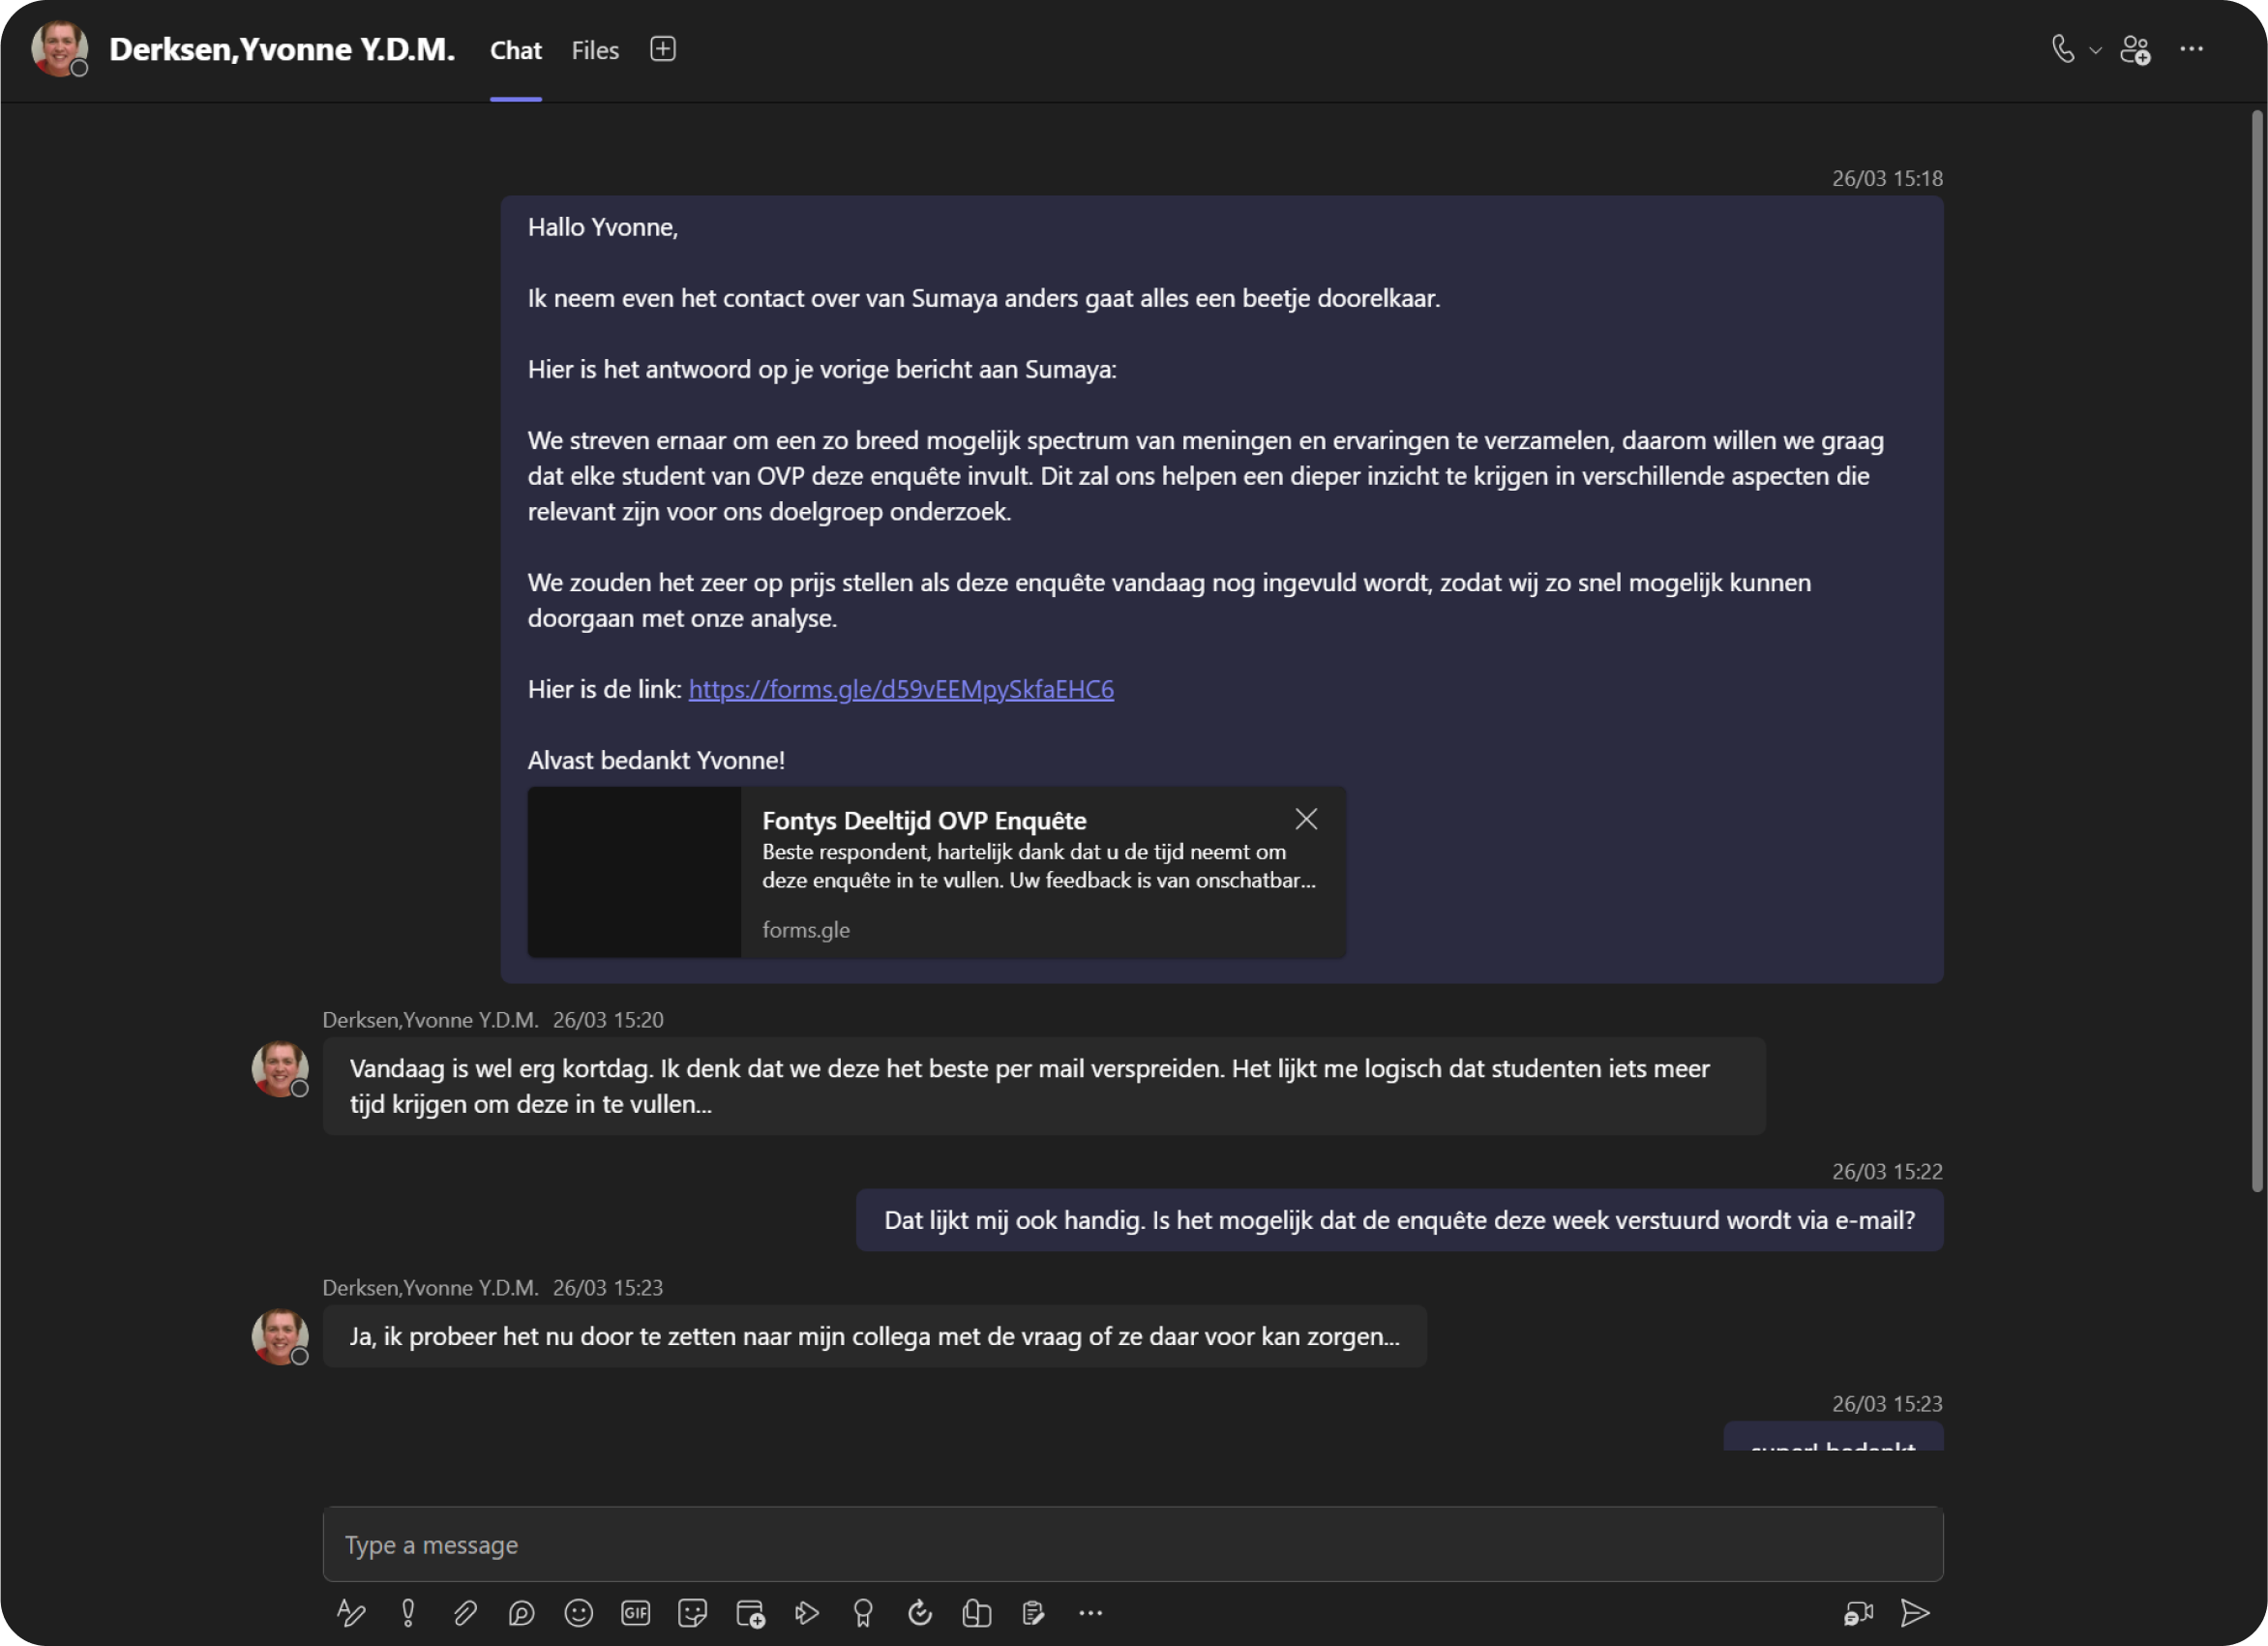 Derksen,Yvonne Y.D.M. Chat Files
26/03 15:18
Hallo Yvonne,
Ik neem even het contact over van Sumaya anders gaat alles een beetje doorelkaar.
Hier is het antwoord op je vorige bericht aan Sumaya:
We streven ernaar om een zo breed mogelijk spectrum van meningen en ervaringen te verzamelen, daarom willen we graag
dat elke student van OVP deze enquête invult. Dit zal ons helpen een dieper inzicht te krijgen in verschillende aspecten die
relevant zijn voor ons doelgroep onderzoek.
We zouden het zeer op prijs stellen als deze enquête vandaag nog ingevuld wordt, zodat wij zo snel mogelijk kunnen
doorgaan met onze analyse.
Hier is de link: https://forms.gle/d59vEEMpySkfaEHC6
Alvast bedankt Yvonne!
Fontys Deeltijd OVP Enquête
Beste respondent, hartelijk dank dat u de tijd neemt om
deze enquête in te vullen. Uw feedback is van onschatbar...
forms.gle
Derksen,Yvonne Y.D.M. 26/03 15:20
Vandaag is wel erg kortdag. Ik denk dat we deze het beste per mail verspreiden. Het lijkt me logisch dat studenten iets meer
tijd krijgen om deze in te vullen...
26/03 15:22
Dat lijkt mij ook handig. Is het mogelijk dat de enquête deze week verstuurd wordt via e-mail?
Derksen,Yvonne Y.D.M. 26/03 15:23
Ja, ik probeer het nu door te zetten naar mijn collega met de vraag of ze daar voor kan zorgen...
26/03 15:23
super! bedankt
Type a message
GIF